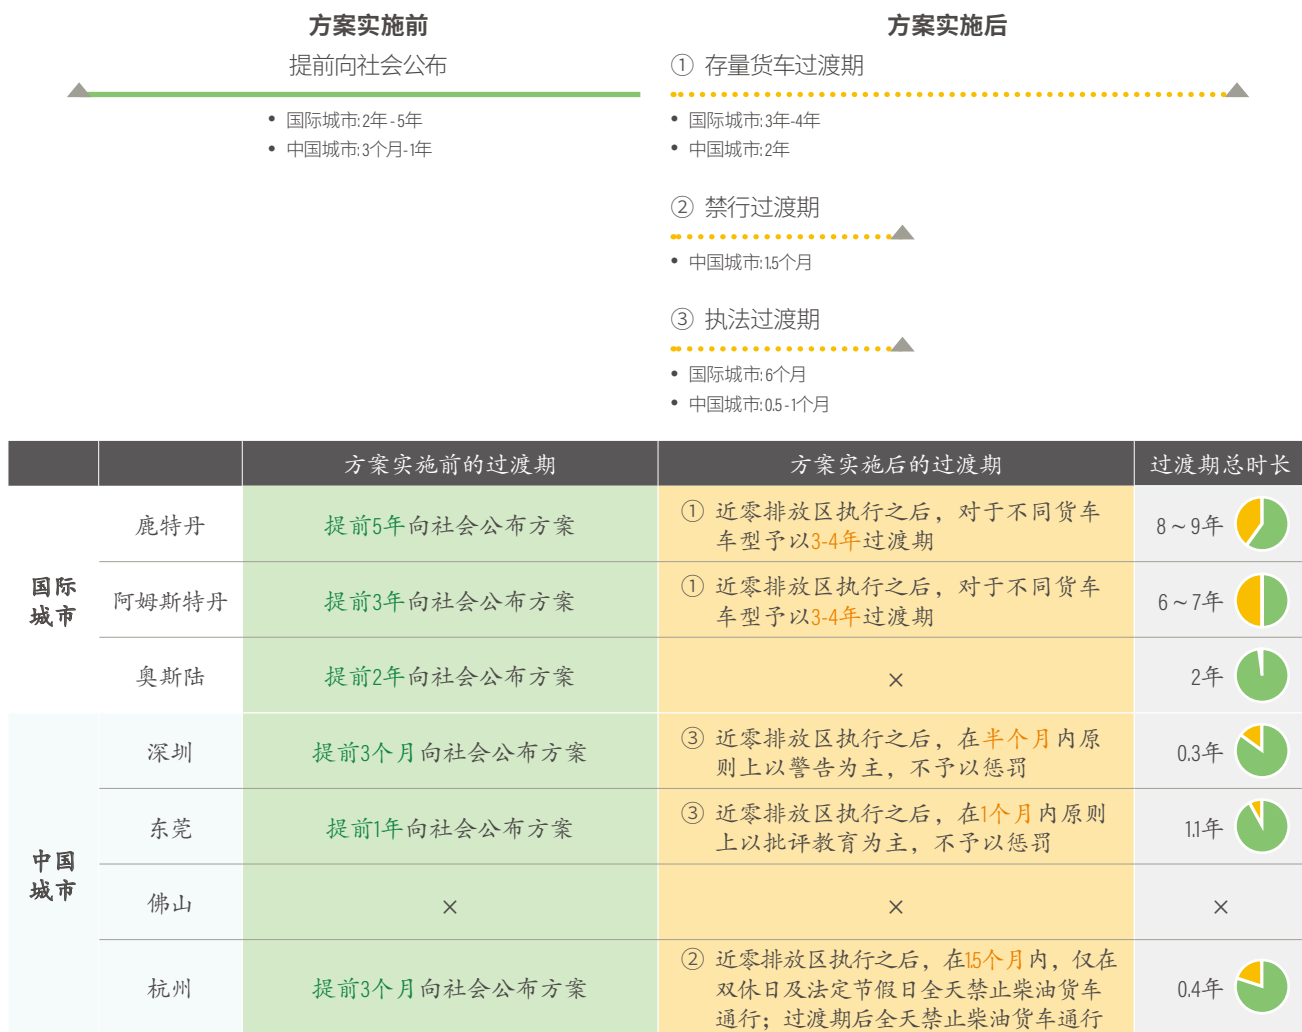 方案实施前
提前向社会公布
• 国际城市:2年-5年
• 中国城市:3个月-1年
方案实施后
① 存量货车过渡期
• 国际城市:3年-4年
• 中国城市:2年
② 禁行过渡期
• 中国城市:1.5个月
③ 执法过渡期
• 国际城市:6个月
• 中国城市:0.5-1个月
方案实施前的过渡期 方案实施后的过渡期 过渡期总时长
国际
城市
鹿特丹
提前5年向社会公布方案
① 近零排放区执行之后，对于不同货车
车型予以3-4年过渡期
8～9年
阿姆斯特丹
提前3年向社会公布方案
① 近零排放区执行之后，对于不同货车
车型予以3-4年过渡期
6～7年
奥斯陆
提前2年向社会公布方案
×
2年
中国
城市
深圳
提前3个月向社会公布方案
③ 近零排放区执行之后，在半个月内原
则上以警告为主，不予以惩罚
0.3年
东莞
提前1年向社会公布方案
③ 近零排放区执行之后，在1个月内原则
上以批评教育为主，不予以惩罚
1.1年
佛山
×
×
×
杭州
提前3个月向社会公布方案
② 近零排放区执行之后，在1.5个月内，仅在
双休日及法定节假日全天禁止柴油货车
通行；过渡期后全天禁止柴油货车通行
0.4年